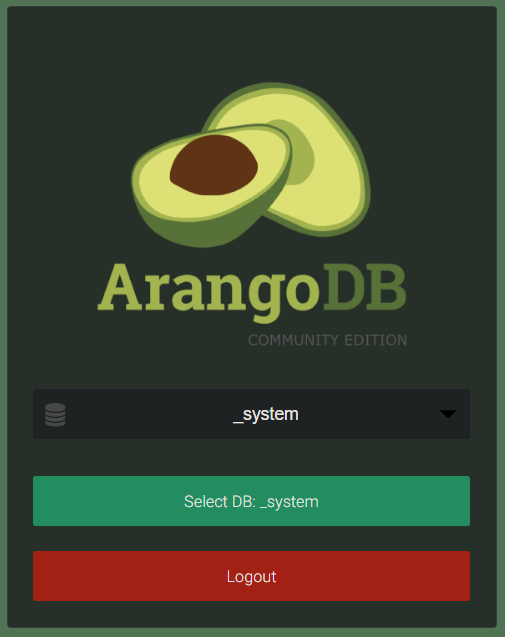 ArangoDB
COMMUNITY EDITION
_system
Select DB: _system
Logout